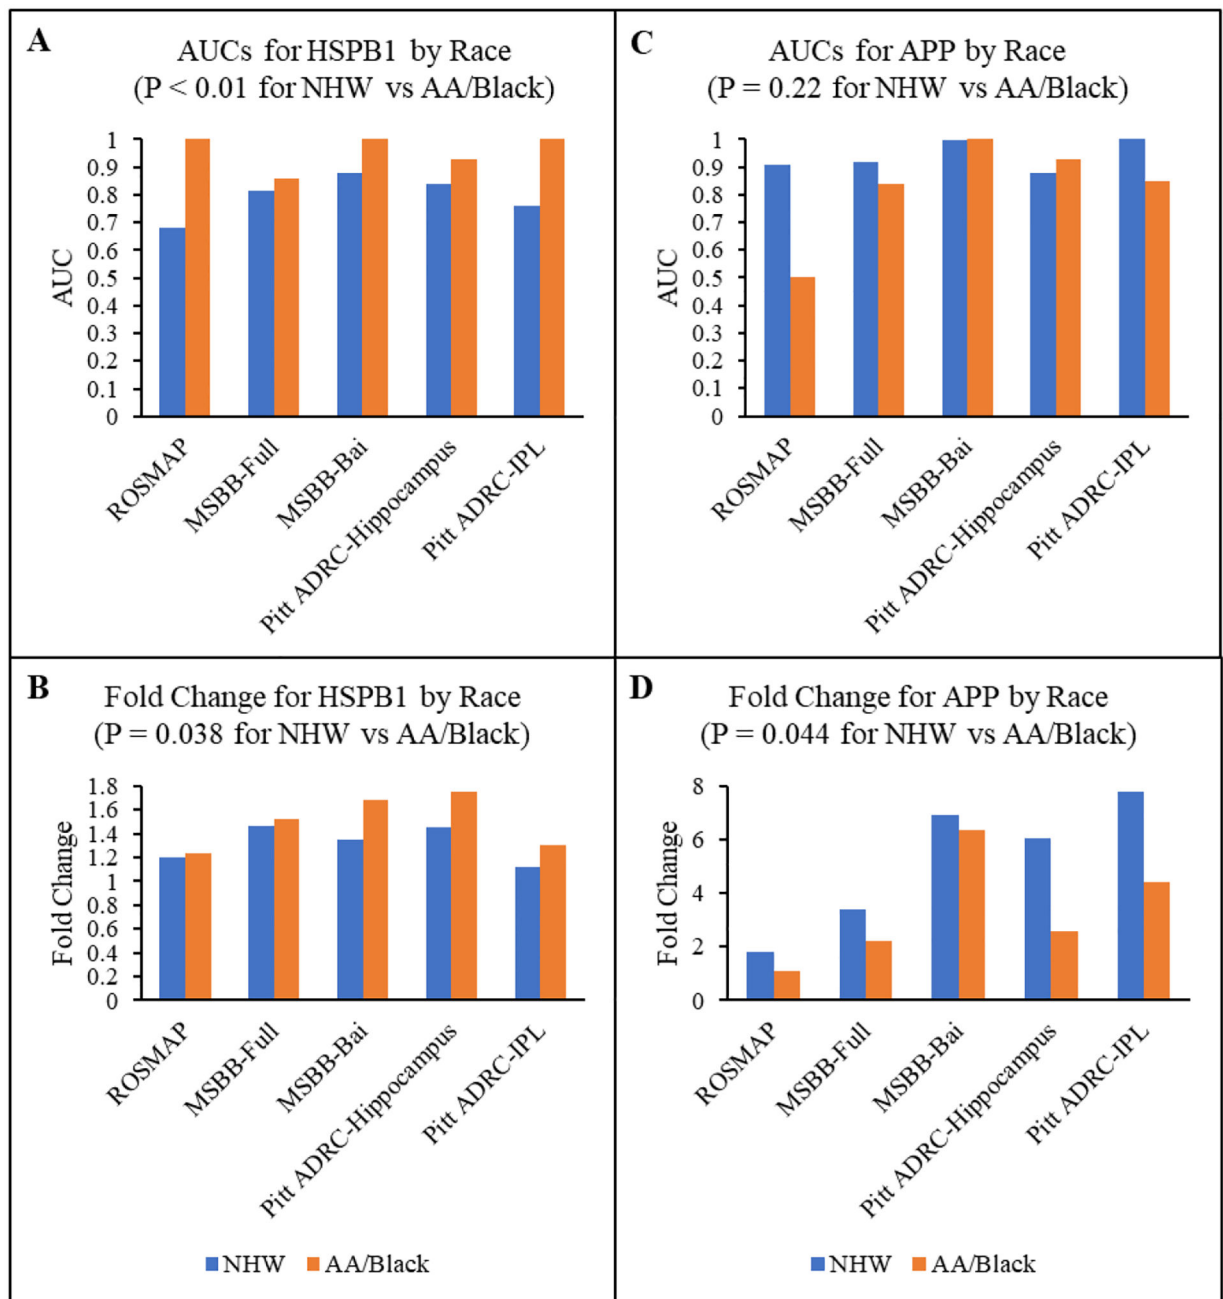 A
AUCs for HSPB1 by Race
(P < 0.01 for NHW vs AA/Black)
AUC
1
0.9
0.8
0.7
0.6
0.5
0.4
0.3
0.2
0.1
0
ROSMAP
MSBB-Full
MSBB-Bai
Pitt ADRC-Hippocampus
Pitt ADRC-IPL
C
AUCs for APP by Race
(P = 0.22 for NHW vs AA/Black)
AUC
1
0.9
0.8
0.7
0.6
0.5
0.4
0.3
0.2
0.1
0
ROSMAP
MSBB-Full
MSBB-Bai
Pitt ADRC-Hippocampus
Pitt ADRC-IPL
B
Fold Change for HSPB1 by Race
(P = 0.038 for NHW vs AA/Black)
Fold Change
1.8
1.6
1.4
1.2
1
0.8
0.6
0.4
0.2
0
ROSMAP
MSBB-Full
MSBB-Bai
Pitt ADRC-Hippocampus
Pitt ADRC-IPL
NHW AA/Black
D
Fold Change for APP by Race
(P = 0.044 for NHW vs AA/Black)
Fold Change
8
6
4
2
0
ROSMAP
MSBB-Full
MSBB-Bai
Pitt ADRC-Hippocampus
Pitt ADRC-IPL
NHW AA/Black